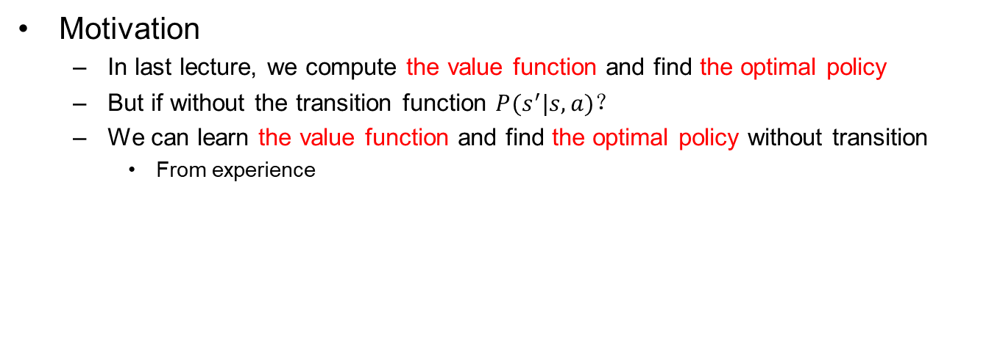 • Motivation
– In last lecture, we compute the value function and find the optimal policy
– But if without the transition function P(s′|s, a)?
– We can learn the value function and find the optimal policy without transition
• From experience